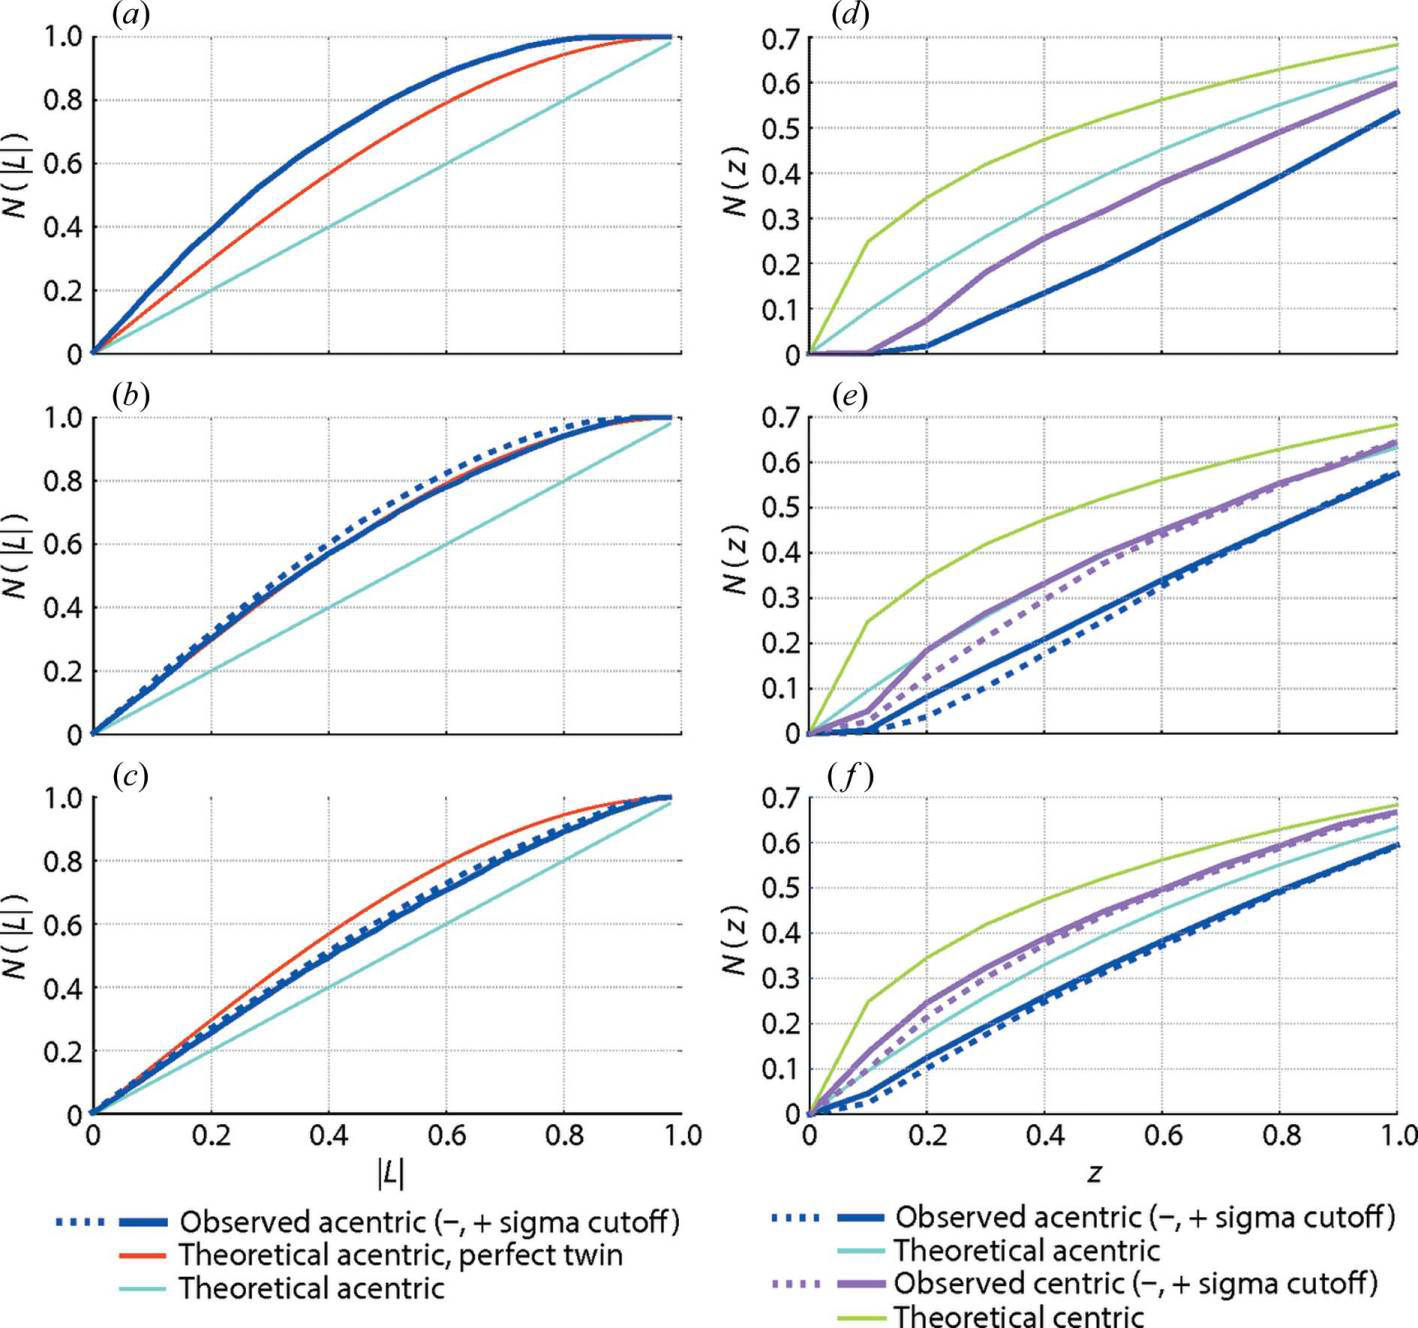 (a)
1.0
0.8
0.6
0.4
0.2
0
N(|L|)
(d)
0.7
0.6
0.5
0.4
0.3
0.2
0.1
0
N(z)
(b)
1.0
0.8
0.6
0.4
0.2
0
N(|L|)
(e)
0.7
0.6
0.5
0.4
0.3
0.2
0.1
0
N(z)
(c)
1.0
0.8
0.6
0.4
0.2
0
N(|L|)
0 0.2 0.4 0.6 0.8 1.0
|L|
(f)
0.7
0.6
0.5
0.4
0.3
0.2
0.1
0
N(z)
0 0.2 0.4 0.6 0.8 1.0
z
Observed acentric (–, + sigma cutoff)
Theoretical acentric, perfect twin
Theoretical acentric
Observed acentric (–, + sigma cutoff)
Theoretical acentric
Observed centric (–, + sigma cutoff)
Theoretical centric